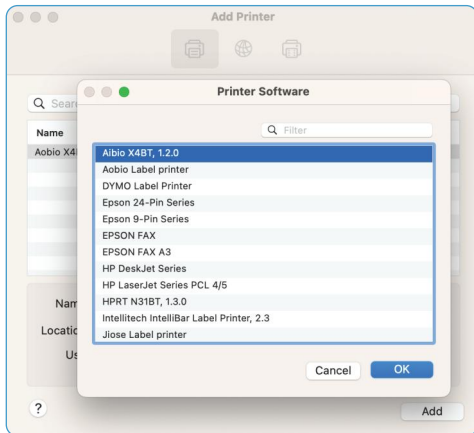 Add Printer
Printer Software
Sear
Filter
Name
Aobio X4
Aibio X4BT, 1.2.0
Aobio Label printer
DYMO Label Printer
Epson 24-Pin Series
Epson 9-Pin Series
EPSON FAX
EPSON FAX A3
HP DeskJet Series
HP LaserJet Series PCL 4/5
HPRT N31BT, 1.3.0
Intellitech IntelliBar Label Printer, 2.3
Jiose Label printer
Nam
Locatio
Us
Cancel
OK
?
Add